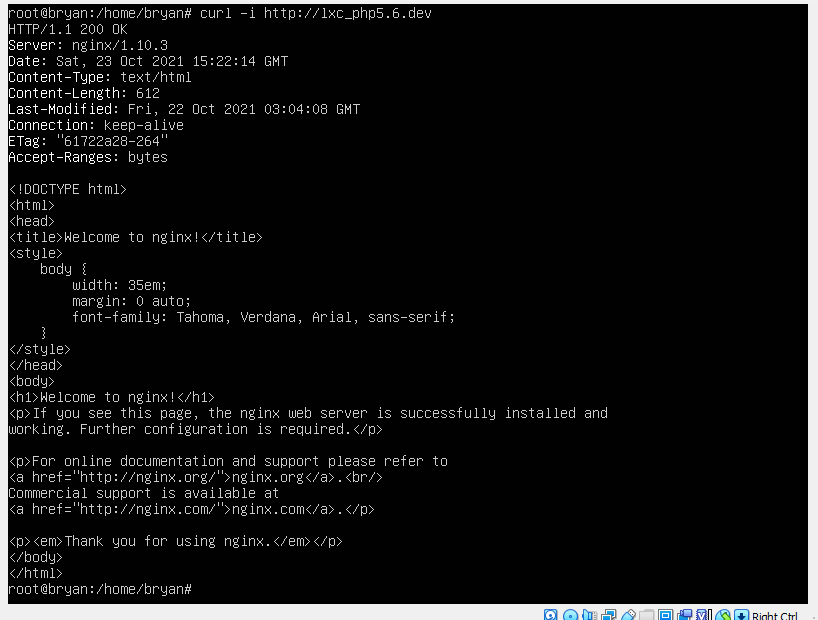 root@bryan:/home/bryan# curl -i http://lxc_php5.6.dev
HTTP/1.1 200 OK
Server: nginx/1.10.3
Date: Sat, 23 Oct 2021 15:22:14 GMT
Content-Type: text/html
Content-Length: 612
Last-Modified: Fri, 22 Oct 2021 03:04:08 GMT
Connection: keep-alive
ETag: "61722a28-264"
Accept-Ranges: bytes

<!DOCTYPE html>
<html>
<head>
<title>Welcome to nginx!</title>
<style>
    body {
        width: 35em;
        margin: 0 auto;
        font-family: Tahoma, Verdana, Arial, sans-serif;
    }
</style>
</head>
<body>
<h1>Welcome to nginx!</h1>
<p>If you see this page, the nginx web server is successfully installed and
working. Further configuration is required.</p>

<p>For online documentation and support please refer to
<a href="http://nginx.org/">nginx.org</a>.<br/>
Commercial support is available at
<a href="http://nginx.com/">nginx.com</a>.</p>

<p><em>Thank you for using nginx.</em></p>
</body>
</html>
root@bryan:/home/bryan#
Right Ctrl